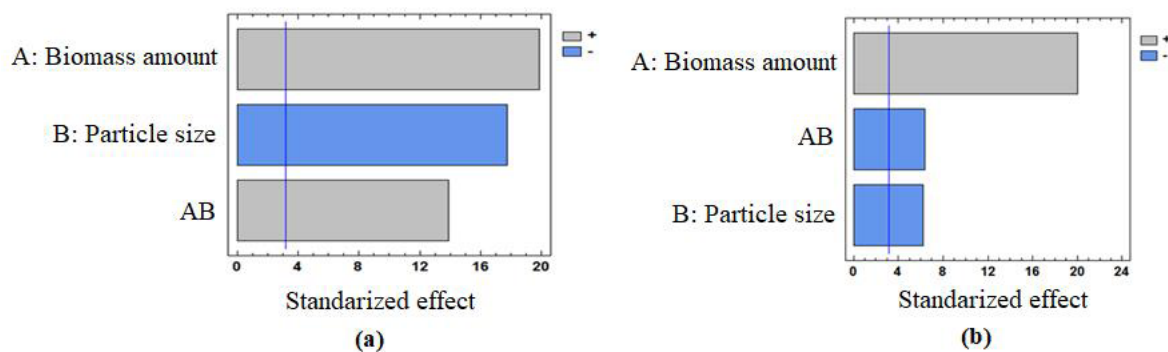 A: Biomass amount
B: Particle size
AB
+
-
0 4 8 12 16 20
Standarized effect
(a)
A: Biomass amount
AB
B: Particle size
+
-
0 4 8 12 16 20 24
Standarized effect
(b)